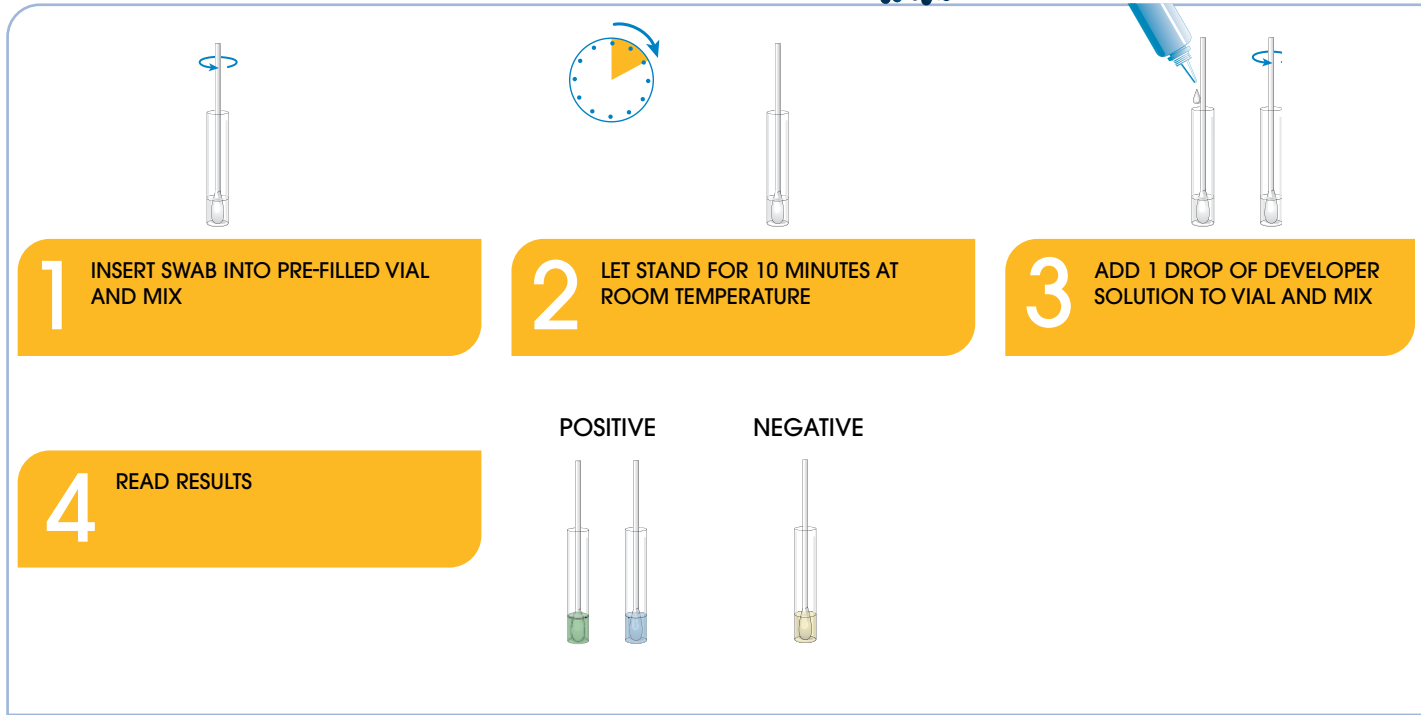 1
INSERT SWAB INTO PRE-FILLED VIAL
AND MIX
2
LET STAND FOR 10 MINUTES AT
ROOM TEMPERATURE
3
ADD 1 DROP OF DEVELOPER
SOLUTION TO VIAL AND MIX
4
READ RESULTS
POSITIVE
NEGATIVE